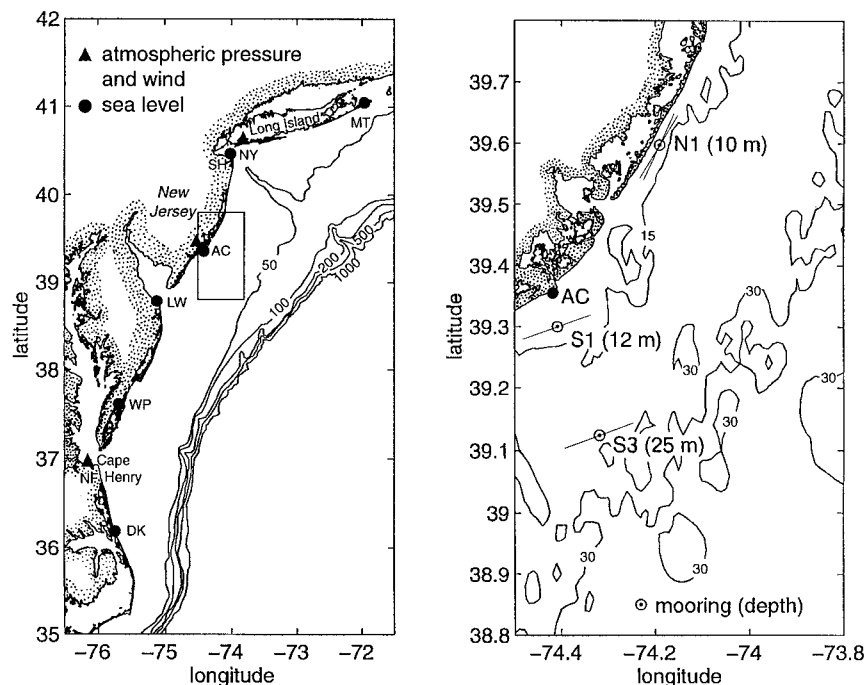 42
41
40
39
38
37
36
35
latitude
−76
−75
−74
−73
−72
longitude
▲ atmospheric pressure
and wind
● sea level
Long Island
MT
SH
NY
New
Jersey
AC
50
LW
100
200
500
1000
WP
Cape
Henry
NF
DK
39.7
39.6
39.5
39.4
39.3
39.2
39.1
39
38.9
38.8
latitude
−74.4
−74.2
−74
−73.8
longitude
N1 (10 m)
15
AC
S1 (12 m)
30
30
30
S3 (25 m)
30
30
mooring (depth)